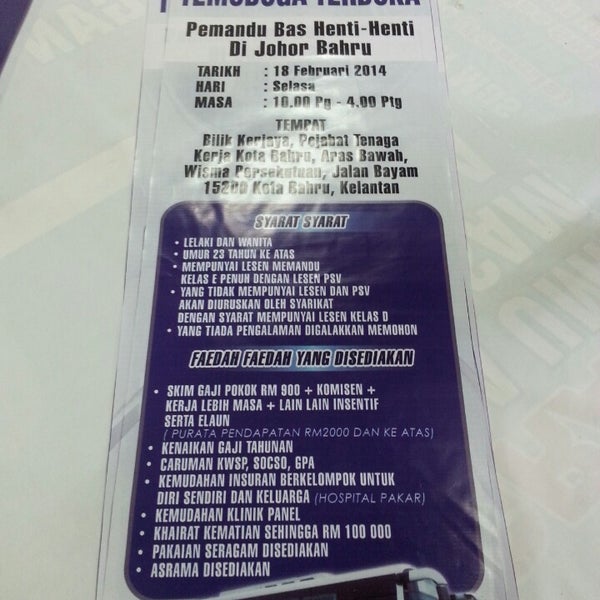 TEMUDUGA TERBUKA
Pemandu Bas Henti-Henti
Di Johor Bahru
TARIKH : 18 Februari 2014
HARI : Selasa
MASA : 10.00 Pg - 4.00 Ptg
TEMPAT
Bilik Kerjaya, Pejabat Tenaga
Kerja Kota Bahru, Aras Bawah,
Wisma Persekutuan, Jalan Bayam
15200 Kota Bahru, Kelantan
SYARAT SYARAT
• LELAKI DAN WANITA
• UMUR 23 TAHUN KE ATAS
• MEMPUNYAI LESEN MEMANDU
KELAS E PENUH DENGAN LESEN PSV
• YANG TIDAK MEMPUNYAI LESEN DAN PSV
AKAN DIURUSKAN OLEH SYARIKAT
DENGAN SYARAT MEMPUNYAI LESEN KELAS D
• YANG TIADA PENGALAMAN DIGALAKKAN MEMOHON
FAEDAH FAEDAH YANG DISEDIAKAN
• SKIM GAJI POKOK RM 900 + KOMISEN +
KERJA LEBIH MASA + LAIN LAIN INSENTIF
SERTA ELAUN
( PURATA PENDAPATAN RM2000 DAN KE ATAS)
• KENAIKAN GAJI TAHUNAN
• CARUMAN KWSP, SOCSO, GPA
• KEMUDAHAN INSURAN BERKELOMPOK UNTUK
DIRI SENDIRI DAN KELUARGA (HOSPITAL PAKAR)
• KEMUDAHAN KLINIK PANEL
• KHAIRAT KEMATIAN SEHINGGA RM 100 000
• PAKAIAN SERAGAM DISEDIAKAN
• ASRAMA DISEDIAKAN